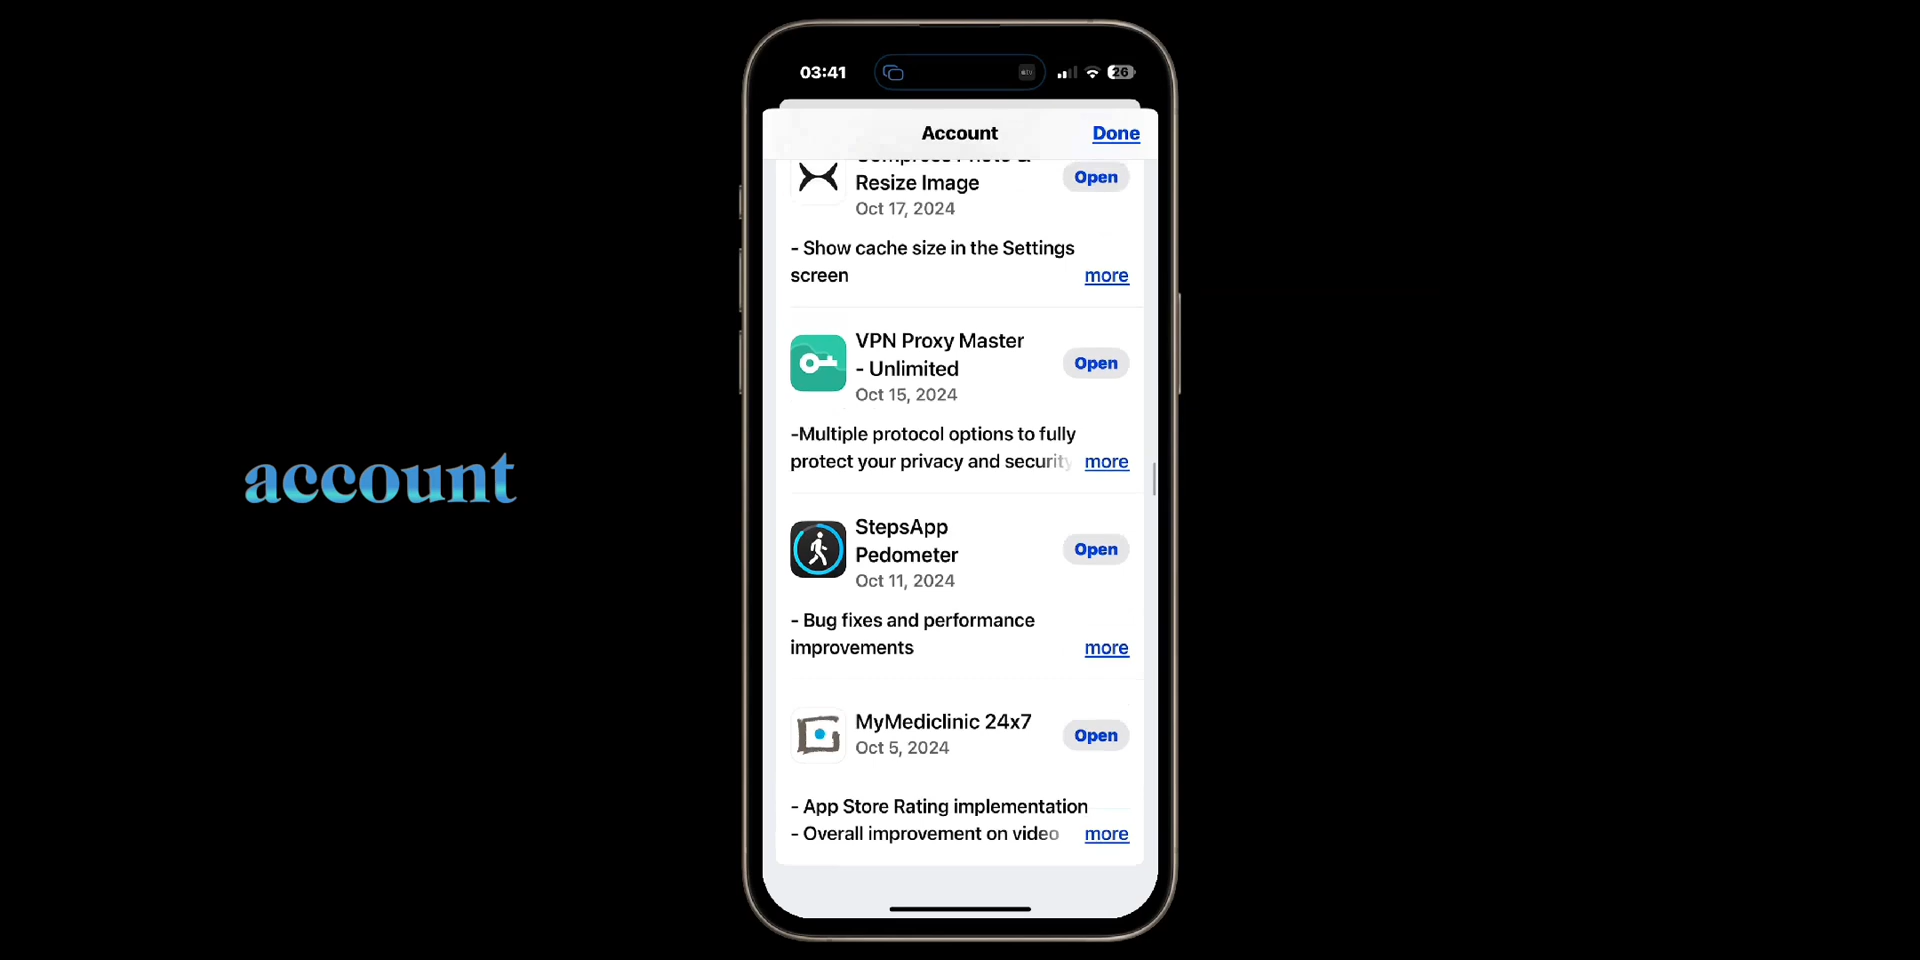 03:41
26
Account
Done
Resize Image
Open
Oct 17, 2024
- Show cache size in the Settings
screen
more
VPN Proxy Master
- Unlimited
Open
Oct 15, 2024
-Multiple protocol options to fully
protect your privacy and security
more
account
StepsApp
Pedometer
Open
Oct 11, 2024
- Bug fixes and performance
improvements
more
MyMediclinic 24x7
Open
Oct 5, 2024
- App Store Rating implementation
- Overall improvement on video
more